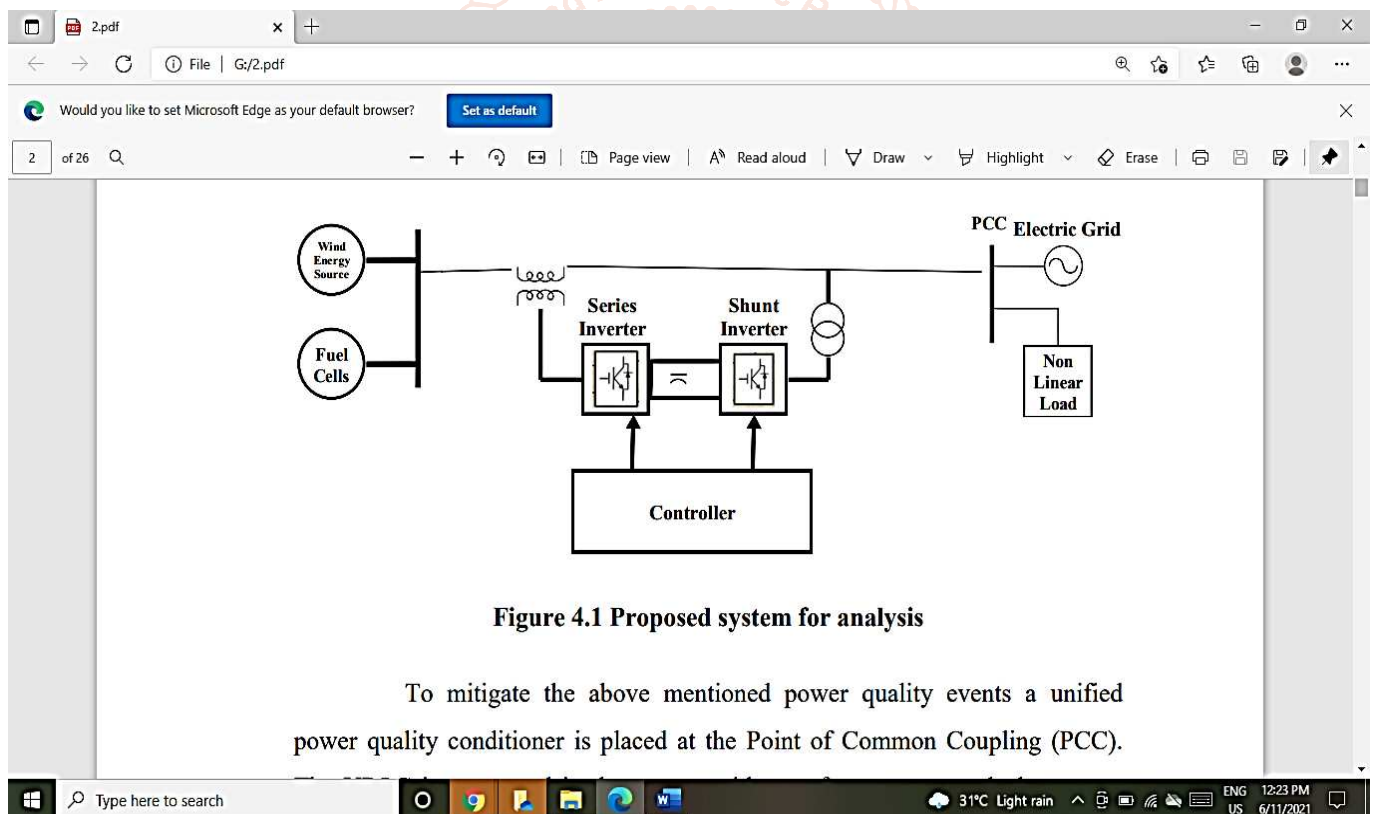 2.pdf
File | G:/2.pdf
Would you like to set Microsoft Edge as your default browser?
Set as default
2 of 26
Page view
Read aloud
Draw
Highlight
Erase
Wind
Energy
Source
Fuel
Cells
Series
Inverter
Shunt
Inverter
PCC
Electric Grid
Non
Linear
Load
Controller
Figure 4.1 Proposed system for analysis
To mitigate the above mentioned power quality events a unified
power quality conditioner is placed at the Point of Common Coupling (PCC).
Type here to search
31°C Light rain
ENG
US
12:23 PM
6/11/2021